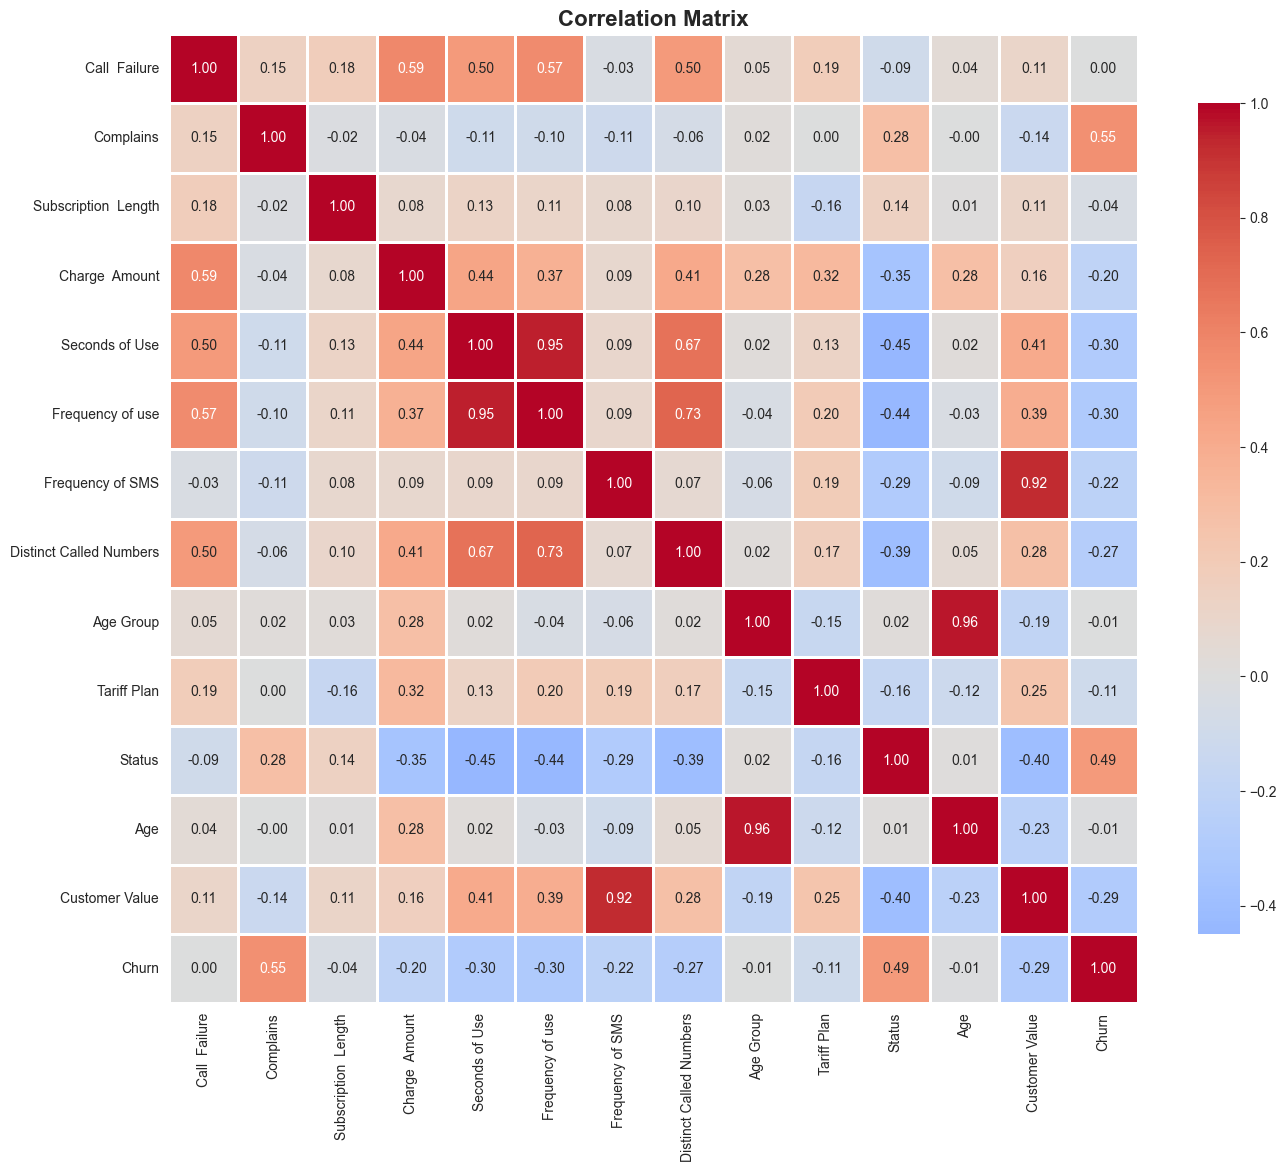 Correlation Matrix
Call  Failure 1.00 0.15 0.18 0.59 0.50 0.57 -0.03 0.50 0.05 0.19 -0.09 0.04 0.11 0.00
Complains 0.15 1.00 -0.02 -0.04 -0.11 -0.10 -0.11 -0.06 0.02 0.00 0.28 -0.00 -0.14 0.55
Subscription  Length 0.18 -0.02 1.00 0.08 0.13 0.11 0.08 0.10 0.03 -0.16 0.14 0.01 0.11 -0.04
Charge  Amount 0.59 -0.04 0.08 1.00 0.44 0.37 0.09 0.41 0.28 0.32 -0.35 0.28 0.16 -0.20
Seconds of Use 0.50 -0.11 0.13 0.44 1.00 0.95 0.09 0.67 0.02 0.13 -0.45 0.02 0.41 -0.30
Frequency of use 0.57 -0.10 0.11 0.37 0.95 1.00 0.09 0.73 -0.04 0.20 -0.44 -0.03 0.39 -0.30
Frequency of SMS -0.03 -0.11 0.08 0.09 0.09 0.09 1.00 0.07 -0.06 0.19 -0.29 -0.09 0.92 -0.22
Distinct Called Numbers 0.50 -0.06 0.10 0.41 0.67 0.73 0.07 1.00 0.02 0.17 -0.39 0.05 0.28 -0.27
Age Group 0.05 0.02 0.03 0.28 0.02 -0.04 -0.06 0.02 1.00 -0.15 0.02 0.96 -0.19 -0.01
Tariff Plan 0.19 0.00 -0.16 0.32 0.13 0.20 0.19 0.17 -0.15 1.00 -0.16 -0.12 0.25 -0.11
Status -0.09 0.28 0.14 -0.35 -0.45 -0.44 -0.29 -0.39 0.02 -0.16 1.00 0.01 -0.40 0.49
Age 0.04 -0.00 0.01 0.28 0.02 -0.03 -0.09 0.05 0.96 -0.12 0.01 1.00 -0.23 -0.01
Customer Value 0.11 -0.14 0.11 0.16 0.41 0.39 0.92 0.28 -0.19 0.25 -0.40 -0.23 1.00 -0.29
Churn 0.00 0.55 -0.04 -0.20 -0.30 -0.30 -0.22 -0.27 -0.01 -0.11 0.49 -0.01 -0.29 1.00
Call  Failure
Complains
Subscription  Length
Charge  Amount
Seconds of Use
Frequency of use
Frequency of SMS
Distinct Called Numbers
Age Group
Tariff Plan
Status
Age
Customer Value
Churn
1.0
0.8
0.6
0.4
0.2
0.0
−0.2
−0.4